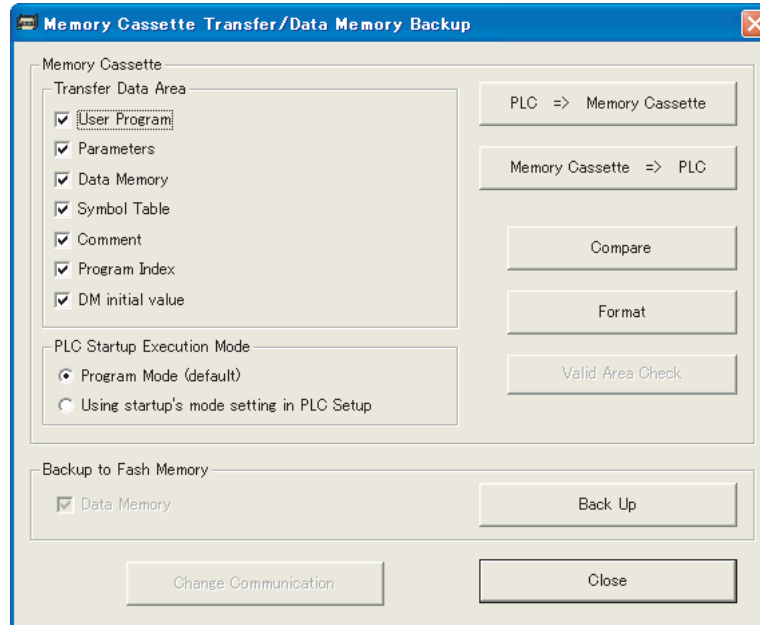 Memory Cassette Transfer/Data Memory Backup
Memory Cassette
Transfer Data Area
User Program
Parameters
Data Memory
Symbol Table
Comment
Program Index
DM initial value
PLC => Memory Cassette
Memory Cassette => PLC
Compare
Format
Valid Area Check
PLC Startup Execution Mode
Program Mode (default)
Using startup's mode setting in PLC Setup
Backup to Fash Memory
Data Memory
Back Up
Change Communication
Close